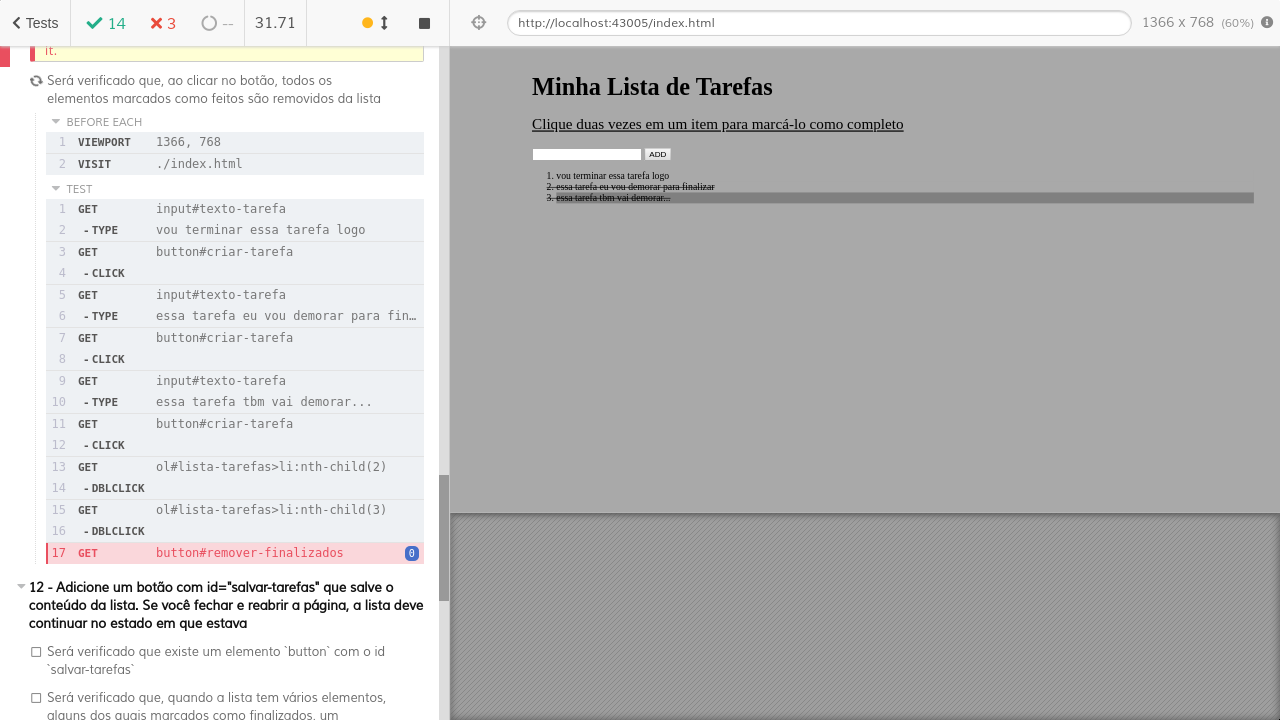 Tests 14 3 -- 31.71
it.
Será verificado que, ao clicar no botão, todos os
elementos marcados como feitos são removidos da lista
BEFORE EACH
1 VIEWPORT 1366, 768
2 VISIT ./index.html
TEST
1 GET input#texto-tarefa
2 -TYPE vou terminar essa tarefa logo
3 GET button#criar-tarefa
4 -CLICK
5 GET input#texto-tarefa
6 -TYPE essa tarefa eu vou demorar para fin…
7 GET button#criar-tarefa
8 -CLICK
9 GET input#texto-tarefa
10 -TYPE essa tarefa tbm vai demorar...
11 GET button#criar-tarefa
12 -CLICK
13 GET ol#lista-tarefas>li:nth-child(2)
14 -DBLCLICK
15 GET ol#lista-tarefas>li:nth-child(3)
16 -DBLCLICK
17 GET button#remover-finalizados 0
12 - Adicione um botão com id="salvar-tarefas" que salve o
conteúdo da lista. Se você fechar e reabrir a página, a lista deve
continuar no estado em que estava
Será verificado que existe um elemento `button` com o id
`salvar-tarefas`
Será verificado que, quando a lista tem vários elementos,
alguns dos quais marcados como finalizados, um
http://localhost:43005/index.html 1366 x 768 (60%)
Minha Lista de Tarefas
Clique duas vezes em um item para marcá-lo como completo
ADD
1. vou terminar essa tarefa logo
2. essa tarefa eu vou demorar para finalizar
3. essa tarefa tbm vai demorar...